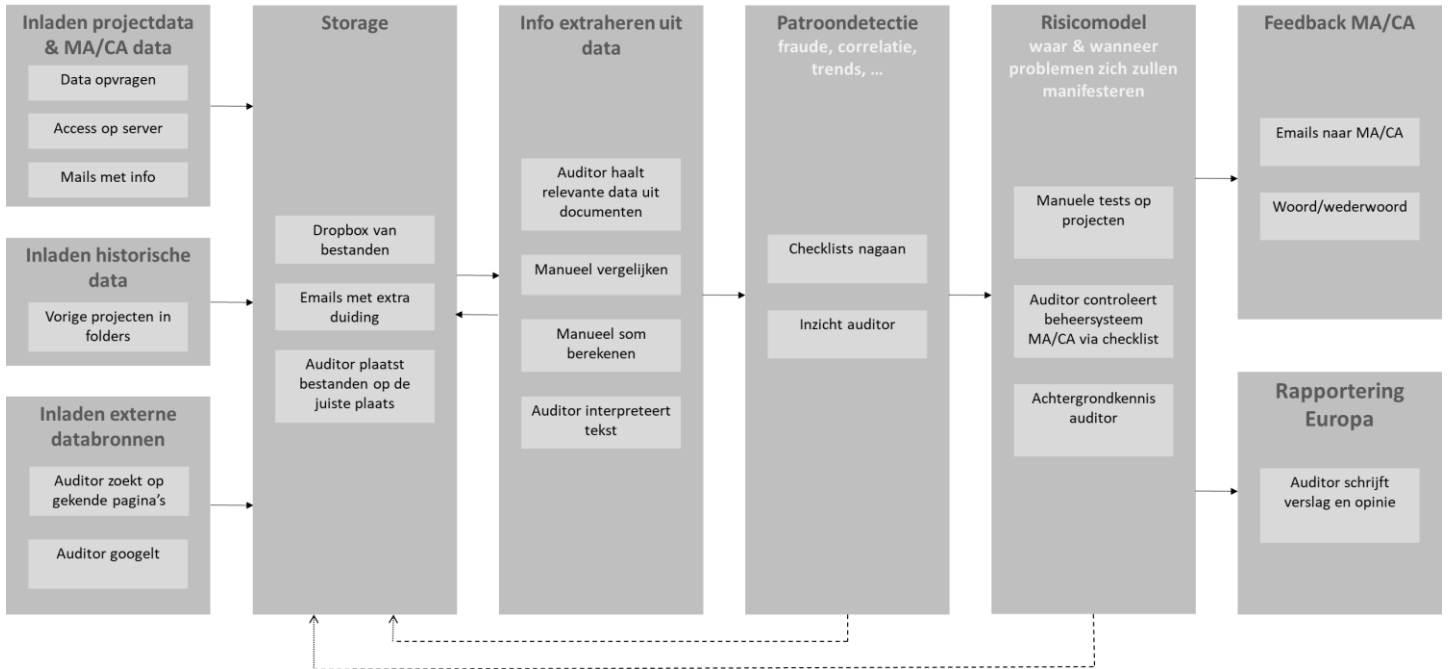 Inladen projectdata
& MA/CA data
Data opvragen
Access op server
Mails met info
Inladen historische
data
Vorige projecten in
folders
Inladen externe
databronnen
Auditor zoekt op
gekende pagina's
Auditor googelt
Storage
Dropbox van
bestanden
Emails met extra
duiding
Auditor plaatst
bestanden op de
juiste plaats
Info extraheren uit
data
Auditor haalt
relevante data uit
documenten
Manueel vergelijken
Manueel som
berekenen
Auditor interpreteert
tekst
Patroondetectie
fraude, correlatie,
trends, ...
Checklists nagaan
Inzicht auditor
Risicomodel
waar & wanneer
problemen zich zullen
manifesteren
Manuele tests op
projecten
Auditor controleert
beheersysteem
MA/CA via checklist
Achtergrondkennis
auditor
Feedback MA/CA
Emails naar MA/CA
Woord/wederwoord
Rapportering
Europa
Auditor schrijft
verslag en opinie